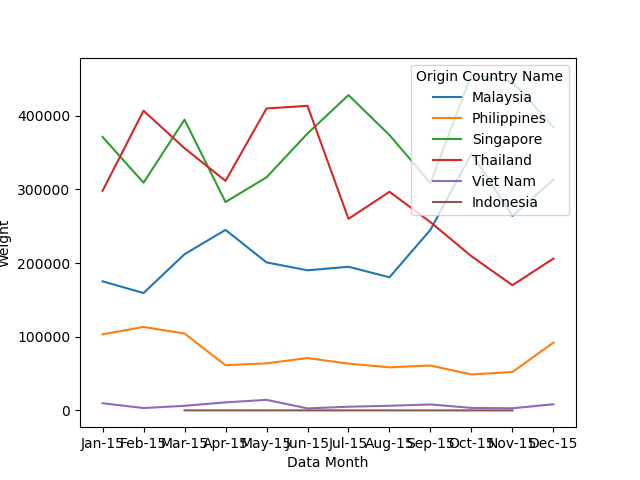 Origin Country Name
Malaysia
Philippines
Singapore
Thailand
Viet Nam
Indonesia
400000
300000
200000
100000
0
Weight
Jan-15 Feb-15 Mar-15 Apr-15 May-15 Jun-15 Jul-15 Aug-15 Sep-15 Oct-15 Nov-15 Dec-15
Data Month